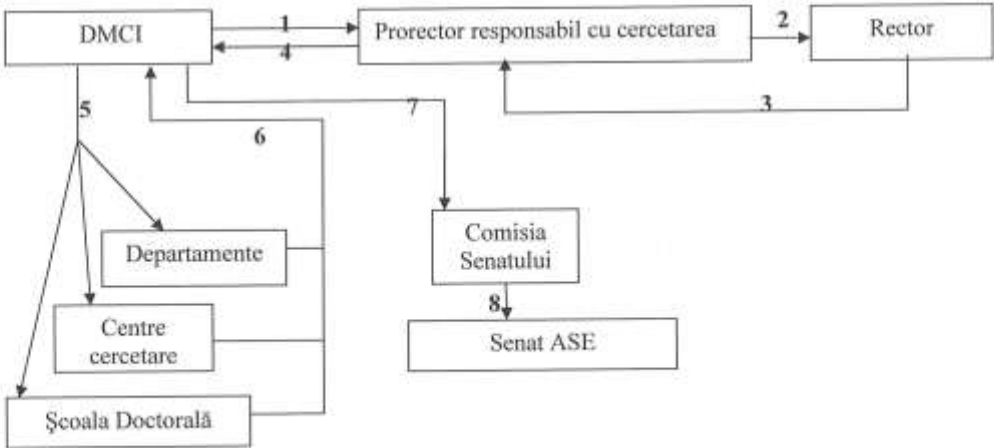 DMCI
1
4
Prorector responsabil cu cercetarea
2
Rector
3
5
6
7
Departamente
Comisia
Senatului
8
Centre
cercetare
Senat ASE
Şcoala Doctorală